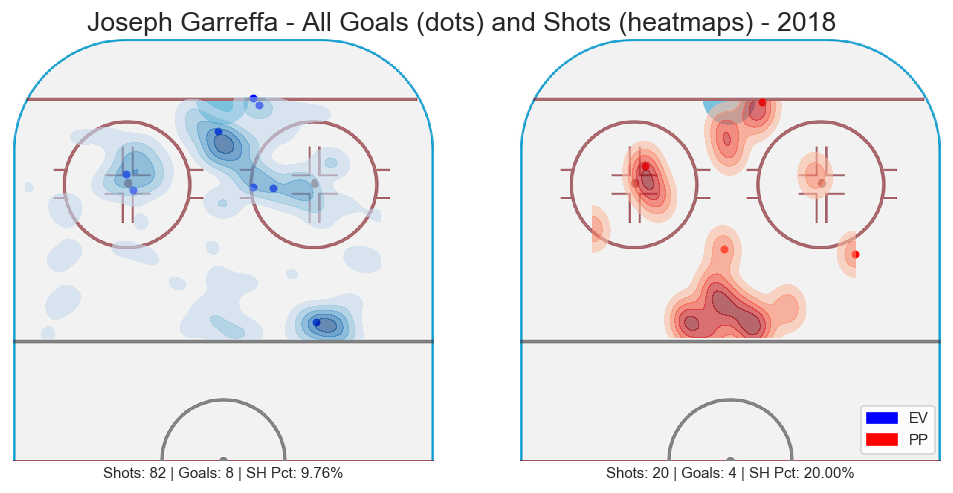 Joseph Garreffa - All Goals (dots) and Shots (heatmaps) - 2018
EV
PP
Shots: 82 | Goals: 8 | SH Pct: 9.76%
Shots: 20 | Goals: 4 | SH Pct: 20.00%